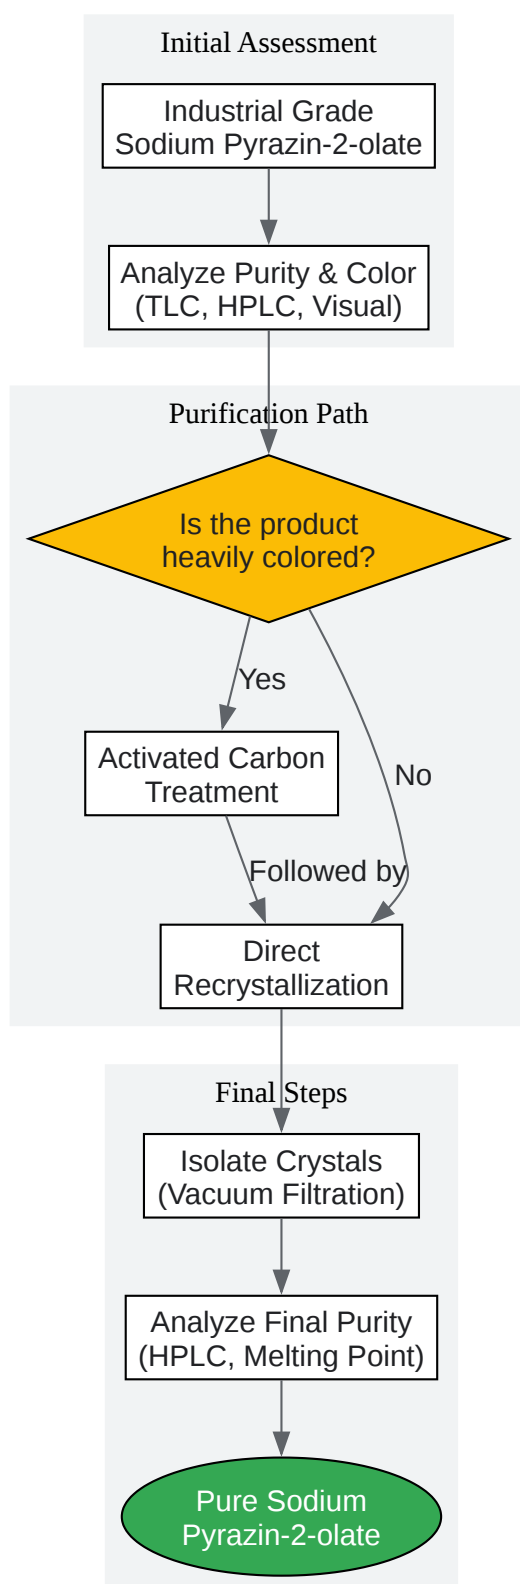 Initial Assessment
Industrial Grade
Sodium Pyrazin-2-olate
Analyze Purity & Color
(TLC, HPLC, Visual)
Purification Path
Is the product
heavily colored?
Yes
Activated Carbon
Treatment
No
Followed by
Direct
Recrystallization
Final Steps
Isolate Crystals
(Vacuum Filtration)
Analyze Final Purity
(HPLC, Melting Point)
Pure Sodium
Pyrazin-2-olate